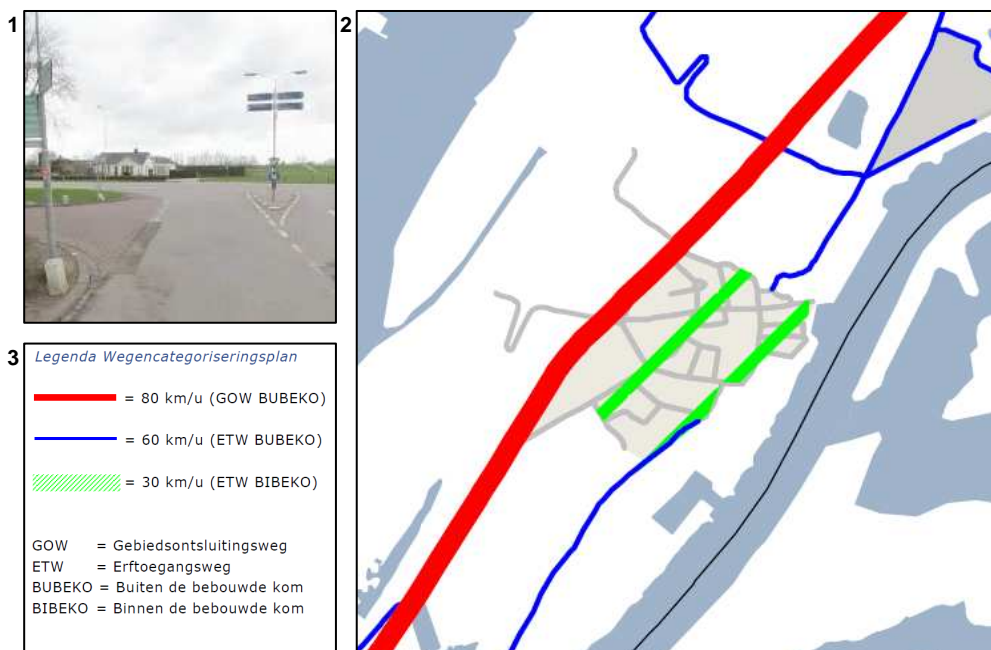 1
2
3
Legenda Wegencategoriseringsplan
= 80 km/u (GOW BUBEKO)
= 60 km/u (ETW BUBEKO)
= 30 km/u (ETW BIBEKO)
GOW = Gebiedsontsluitingsweg
ETW = Erftoegangsweg
BUBEKO = Buiten de bebouwde kom
BIBEKO = Binnen de bebouwde kom